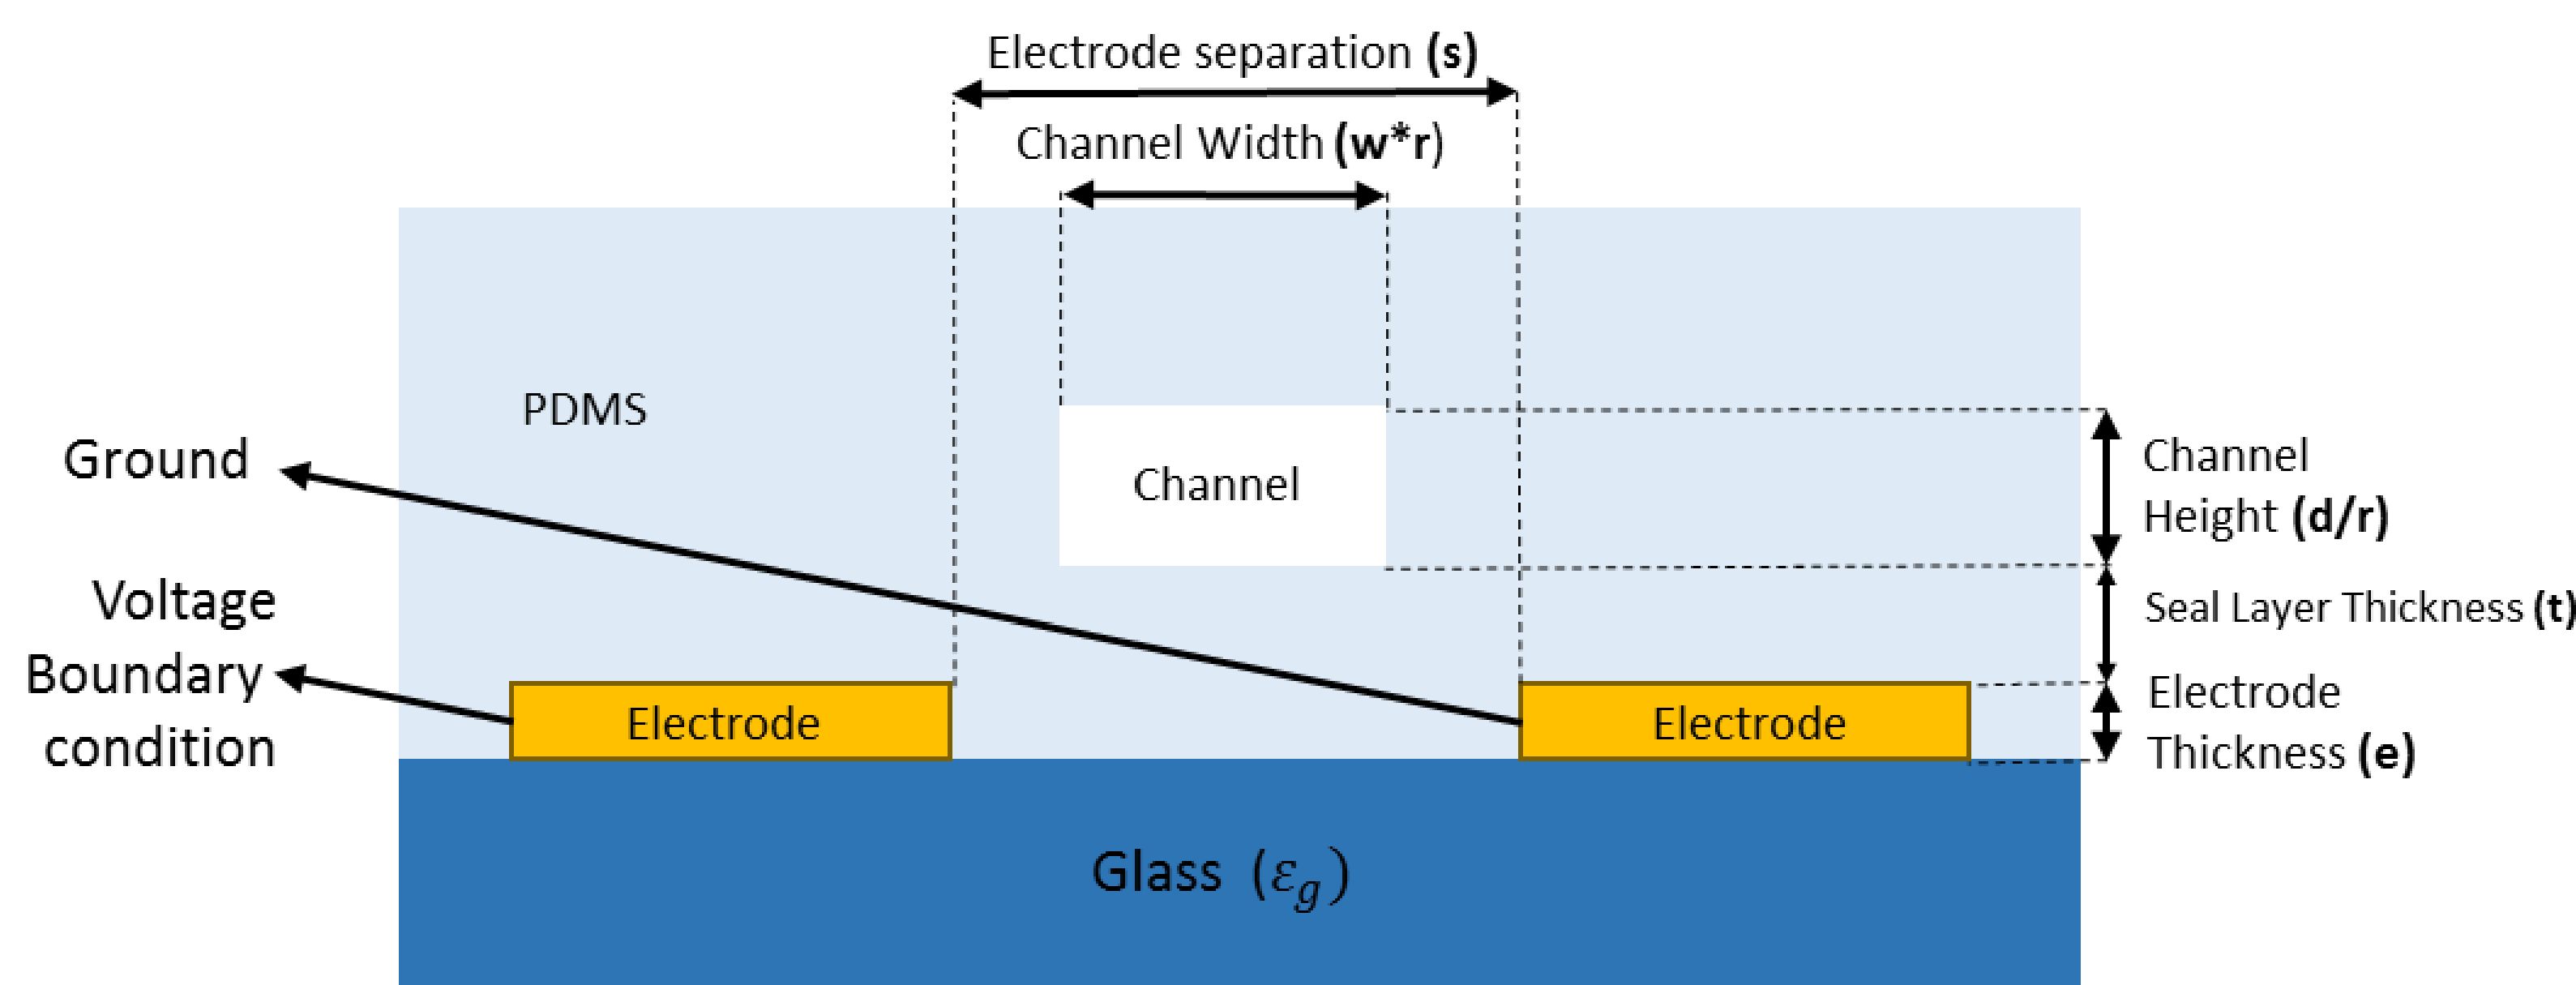 Electrode separation (s)
Channel Width (w*r)
PDMS
Ground
Channel
Channel
Height (d/r)
Voltage
Boundary
condition
Seal Layer Thickness (t)
Electrode
Electrode
Electrode
Thickness (e)
Glass (εg)